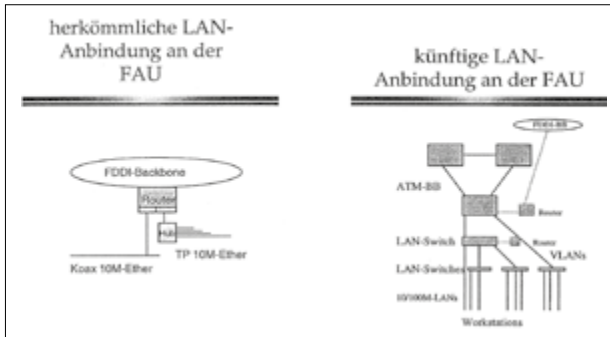 herkömmliche LAN-
Anbindung an der
FAU
FDDI-Backbone
Router
Hub
TP 10M-Ether
Koax 10M-Ether
künftige LAN-
Anbindung an der FAU
FDDI-BB
ATM-BB
Router
LAN-Switch
Router
VLANs
LAN-Switches
10/100M-LANs
Workstations